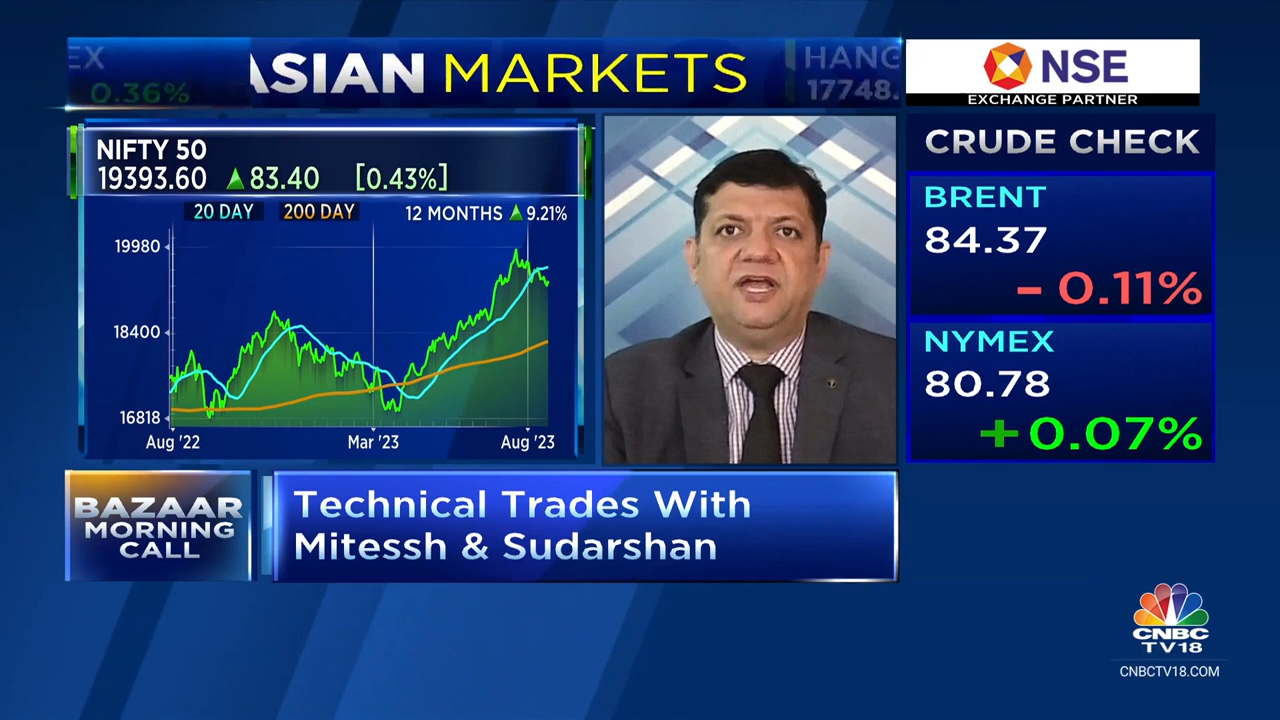 EX
0.36%
ASIAN MARKETS
HANG
17748.
NSE
EXCHANGE PARTNER
NIFTY 50
19393.60 ▲ 83.40 [0.43%]
20 DAY 200 DAY 12 MONTHS ▲ 9.21%
19980
18400
16818
Aug '22 Mar '23 Aug '23
CRUDE CHECK
BRENT
84.37
- 0.11%
NYMEX
80.78
+ 0.07%
BAZAAR
MORNING
CALL
Technical Trades With
Mitessh & Sudarshan
CNBC
TV18
CNBCTV18.COM